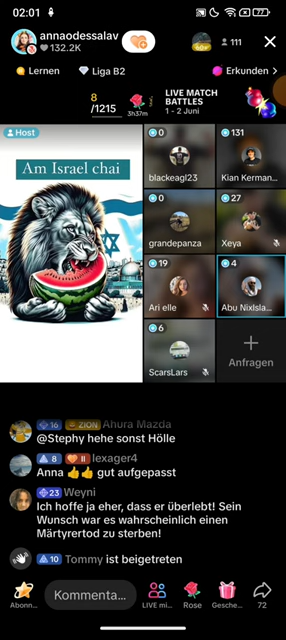 02:01
77
annaodessalav
132.2K
111
Lernen
Liga B2
Erkunden >
8
/1215
3h37m
LIVE MATCH
BATTLES
1 - 2 Juni
Host
Am Israel chai
0
blackeagl23
131
Kian Kerman...
0
grandepanza
27
Xeya
19
Ari elle
4
Abu NixIsla...
6
ScarsLars
+
Anfragen
16 ZION Ahura Mazda
@Stephy hehe sonst Hölle
8 II lexager4
Anna 👍👍 gut aufgepasst
23 Weyni
Ich hoffe ja eher, dass er überlebt! Sein
Wunsch war es wahrscheinlich einen
Märtyrertod zu sterben!
10 Tommy ist beigetreten
Abonn...
Kommenta...
LIVE mi...
Rose
Gesche...
72